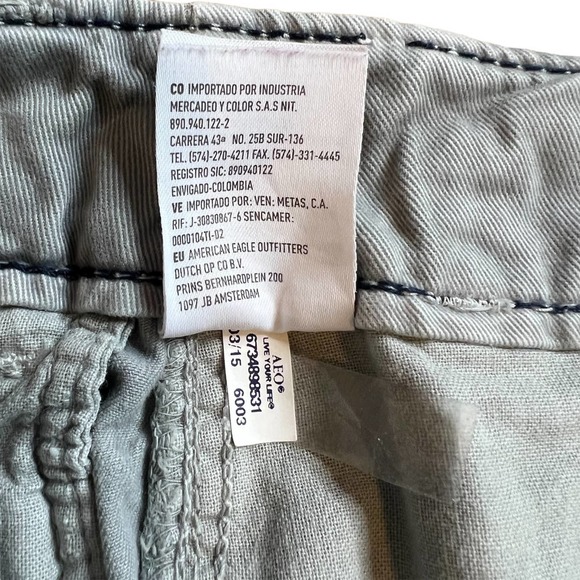 CO IMPORTADO POR INDUSTRIA
MERCADEO Y COLOR S.A.S NIT.
890.940.122-2
CARRERA 43ª NO. 25B SUR-136
TEL. (574)-270-4211 FAX. (574)-331-4445
REGISTRO SIC: 890940122
ENVIGADO-COLOMBIA
VE IMPORTADO POR: VEN: METAS, C.A.
RIF: J-30830867-6 SENCAMER:
0000104TI-02
EU AMERICAN EAGLE OUTFITTERS
DUTCH OP CO B.V.
PRINS BERNHARDPLEIN 200
1097 JB AMSTERDAM
AEO®
LIVE YOUR LIFE®
6734898531
03/15 6003